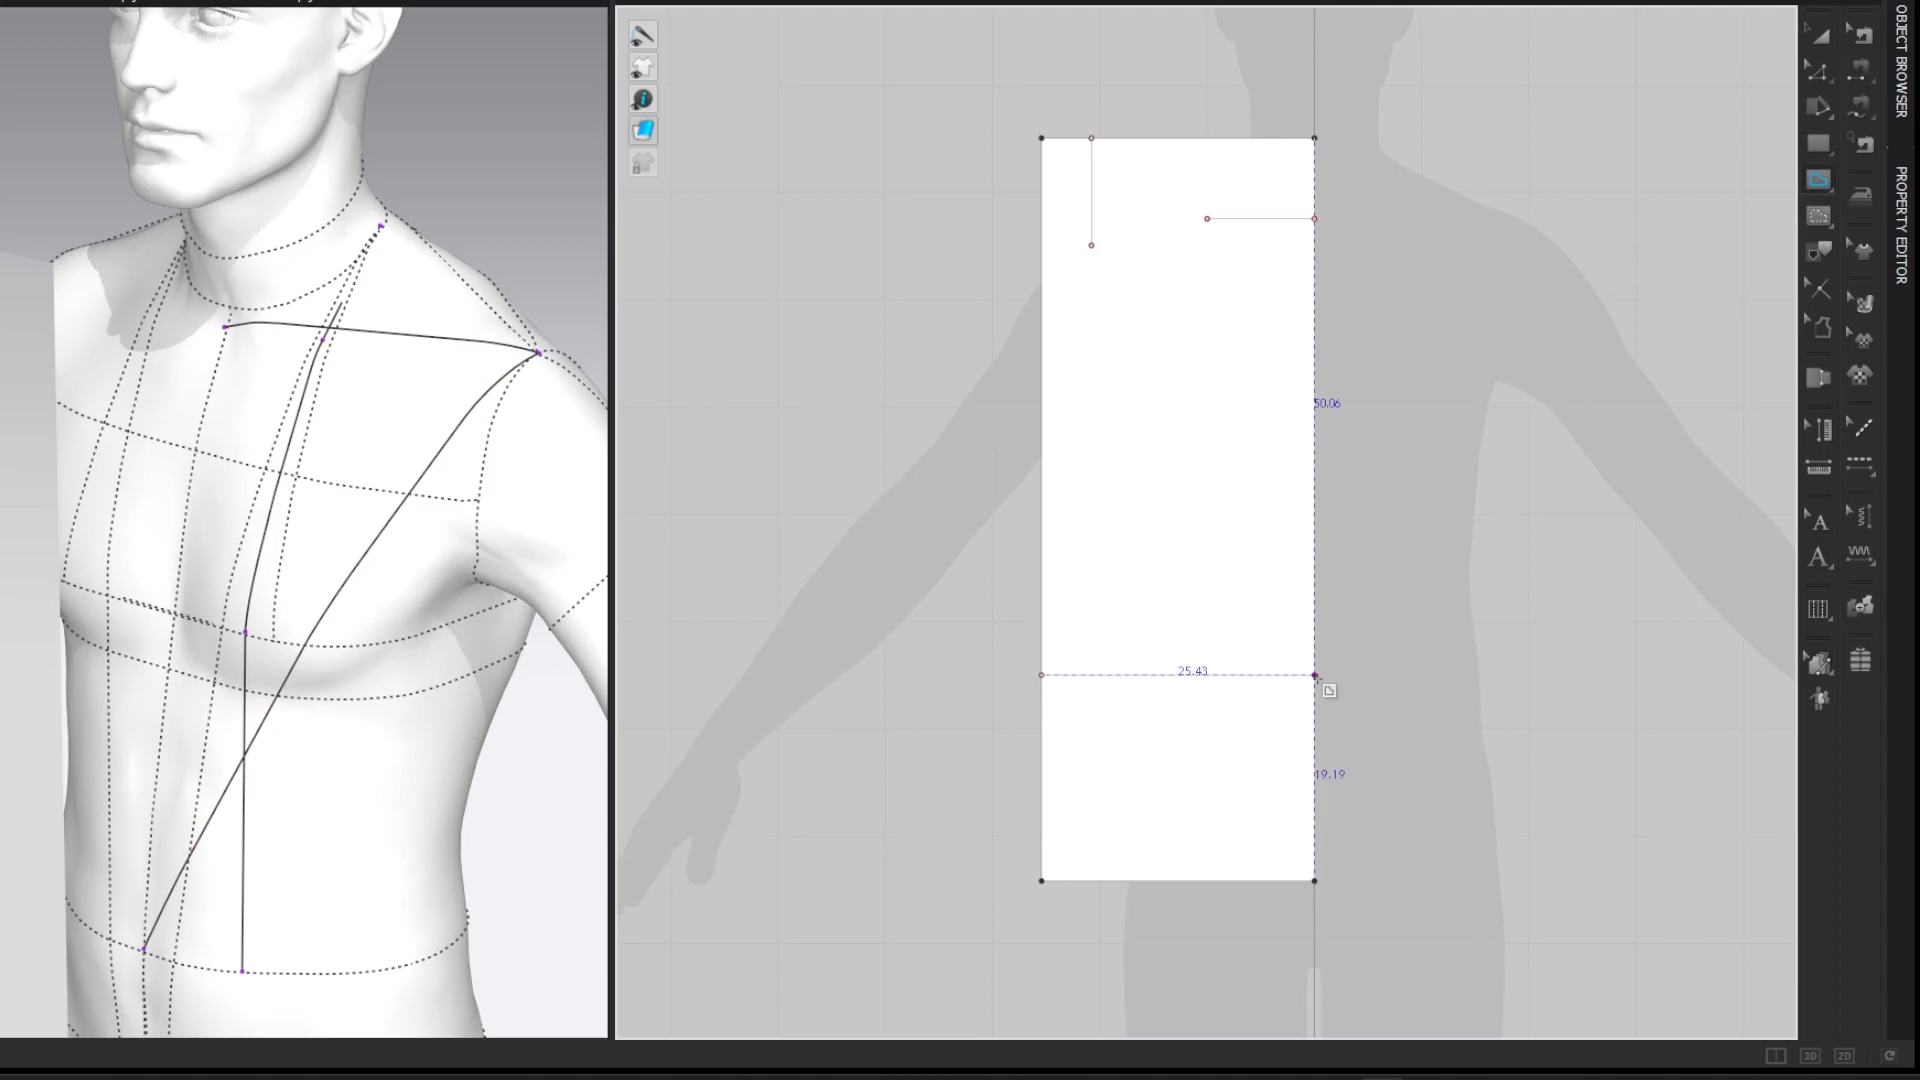 OBJECT BROWSER
PROPERTY EDITOR
50.06
25.43
19.19
A
A
3D
2D